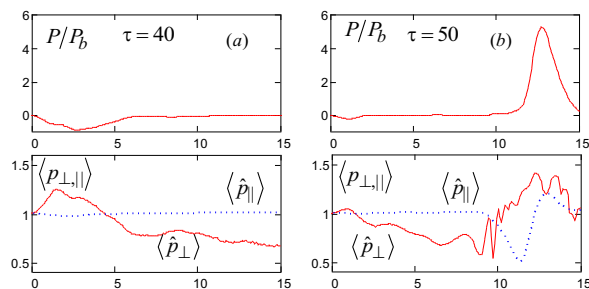 P/P_b τ = 40 (a)
6
4
2
0
0 5 10 15
⟨p_{⊥,||}⟩ ⟨p̂_{||}⟩
⟨p̂_⊥⟩
1.5
1
0.5
0 5 10 15
P/P_b τ = 50 (b)
6
4
2
0
0 5 10 15
⟨p_{⊥,||}⟩ ⟨p̂_{||}⟩
⟨p̂_⊥⟩
1.5
1
0.5
0 5 10 15